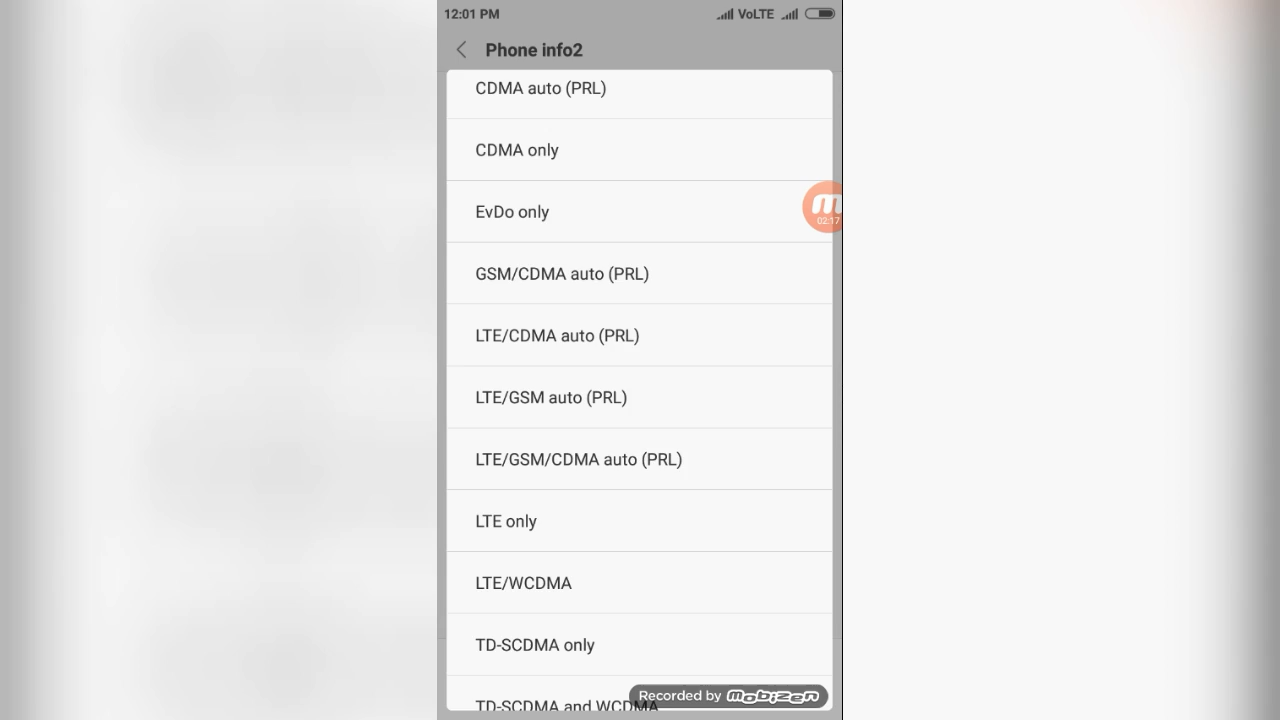 12:01 PM VoLTE
Phone info2
CDMA auto (PRL)
CDMA only
EvDo only
02:17
GSM/CDMA auto (PRL)
LTE/CDMA auto (PRL)
LTE/GSM auto (PRL)
LTE/GSM/CDMA auto (PRL)
LTE only
LTE/WCDMA
TD-SCDMA only
Recorded by mobizen
TD-SCDMA and WCDMA